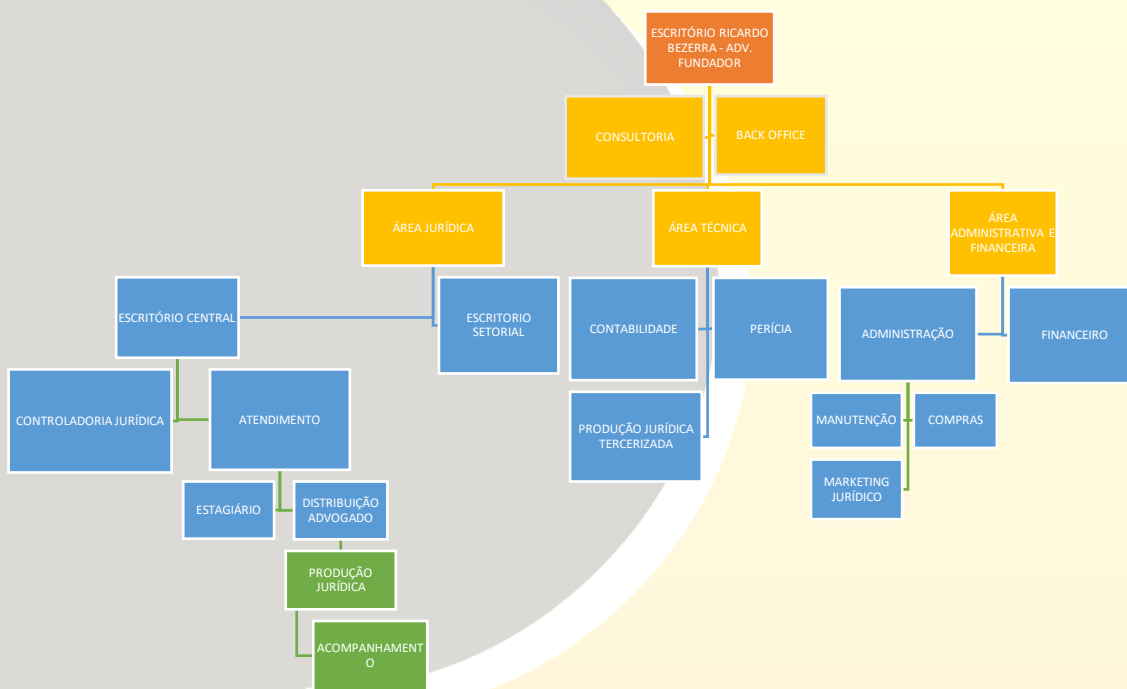 ESCRITÓRIO RICARDO
BEZERRA - ADV.
FUNDADOR
CONSULTORIA
BACK OFFICE
ÁREA JURÍDICA
ÁREA TÉCNICA
ÁREA
ADMINISTRATIVA E
FINANCEIRA
ESCRITÓRIO CENTRAL
ESCRITORIO
SETORIAL
CONTABILIDADE
PERÍCIA
ADMINISTRAÇÃO
FINANCEIRO
CONTROLADORIA JURÍDICA
ATENDIMENTO
PRODUÇÃO JURÍDICA
TERCERIZADA
MANUTENÇÃO
COMPRAS
MARKETING
JURÍDICO
ESTAGIÁRIO
DISTRIBUIÇÃO
ADVOGADO
PRODUÇÃO
JURÍDICA
ACOMPANHAMENT
O